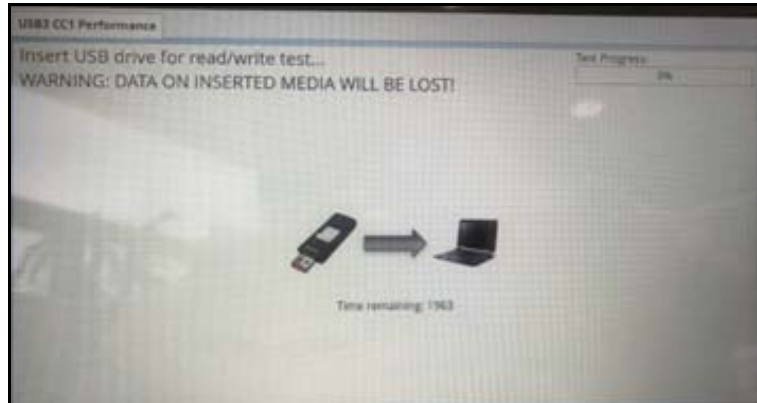 USB3 CC1 Performance
Insert USB drive for read/write test...
WARNING: DATA ON INSERTED MEDIA WILL BE LOST!
Test Progress:
0%
Time remaining: 1963